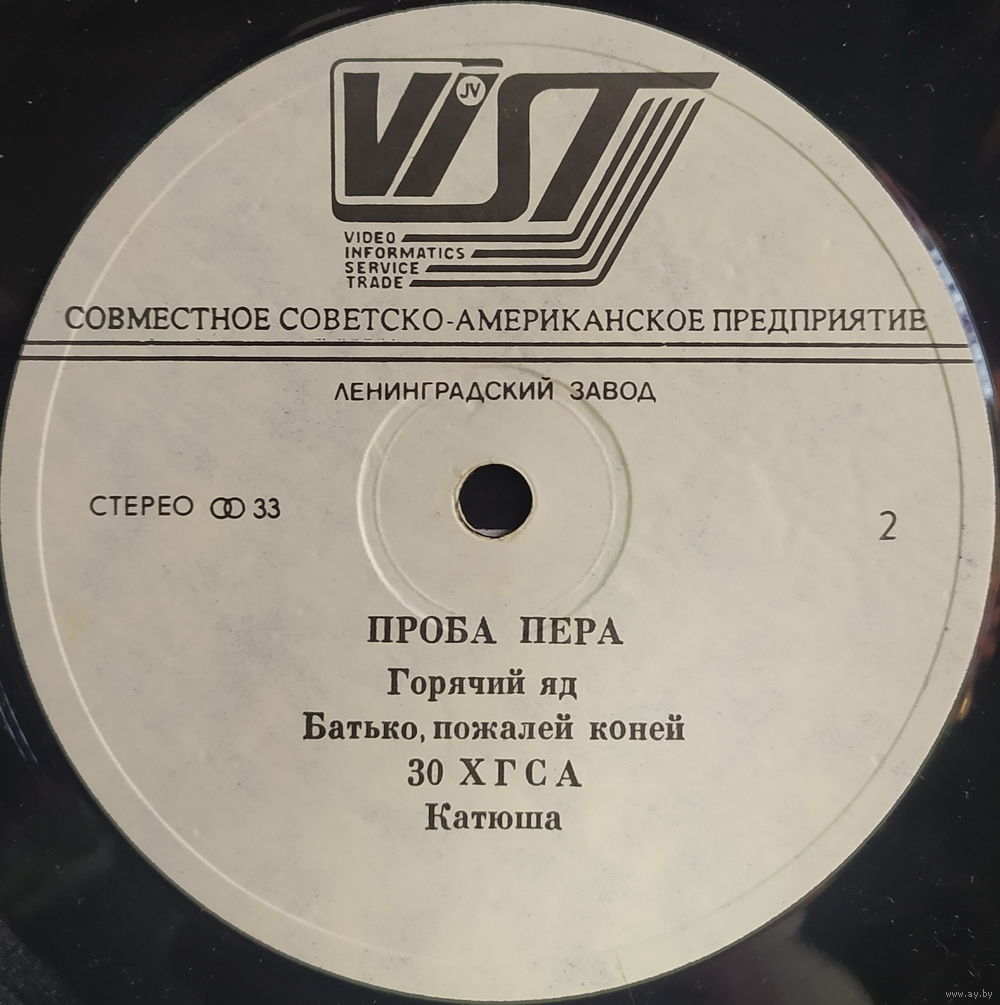 VIST
JV
VIDEO
INFORMATICS
SERVICE
TRADE
СОВМЕСТНОЕ СОВЕТСКО-АМЕРИКАНСКОЕ ПРЕДПРИЯТИЕ
ЛЕНИНГРАДСКИЙ ЗАВОД
СТЕРЕО 33
2
ПРОБА ПЕРА
Горячий яд
Батько, пожалей коней
30 ХГСА
Катюша
www.ay.by